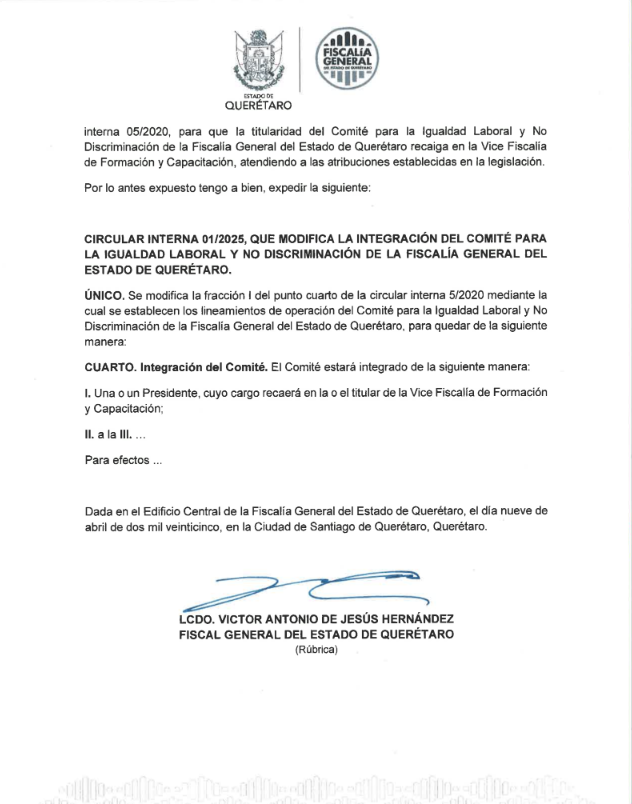 ESTADO DE
QUERÉTARO
FISCALÍA
GENERAL
DEL ESTADO DE QUERÉTARO
interna 05/2020, para que la titularidad del Comité para la Igualdad Laboral y No
Discriminación de la Fiscalía General del Estado de Querétaro recaiga en la Vice Fiscalía
de Formación y Capacitación, atendiendo a las atribuciones establecidas en la legislación.
Por lo antes expuesto tengo a bien, expedir la siguiente:
CIRCULAR INTERNA 01/2025, QUE MODIFICA LA INTEGRACIÓN DEL COMITÉ PARA
LA IGUALDAD LABORAL Y NO DISCRIMINACIÓN DE LA FISCALÍA GENERAL DEL
ESTADO DE QUERÉTARO.
ÚNICO. Se modifica la fracción I del punto cuarto de la circular interna 5/2020 mediante la
cual se establecen los lineamientos de operación del Comité para la Igualdad Laboral y No
Discriminación de la Fiscalía General del Estado de Querétaro, para quedar de la siguiente
manera:
CUARTO. Integración del Comité. El Comité estará integrado de la siguiente manera:
I. Una o un Presidente, cuyo cargo recaerá en la o el titular de la Vice Fiscalía de Formación
y Capacitación;
II. a la III. ...
Para efectos ...
Dada en el Edificio Central de la Fiscalía General del Estado de Querétaro, el día nueve de
abril de dos mil veinticinco, en la Ciudad de Santiago de Querétaro, Querétaro.
LCDO. VICTOR ANTONIO DE JESÚS HERNÁNDEZ
FISCAL GENERAL DEL ESTADO DE QUERÉTARO
(Rúbrica)